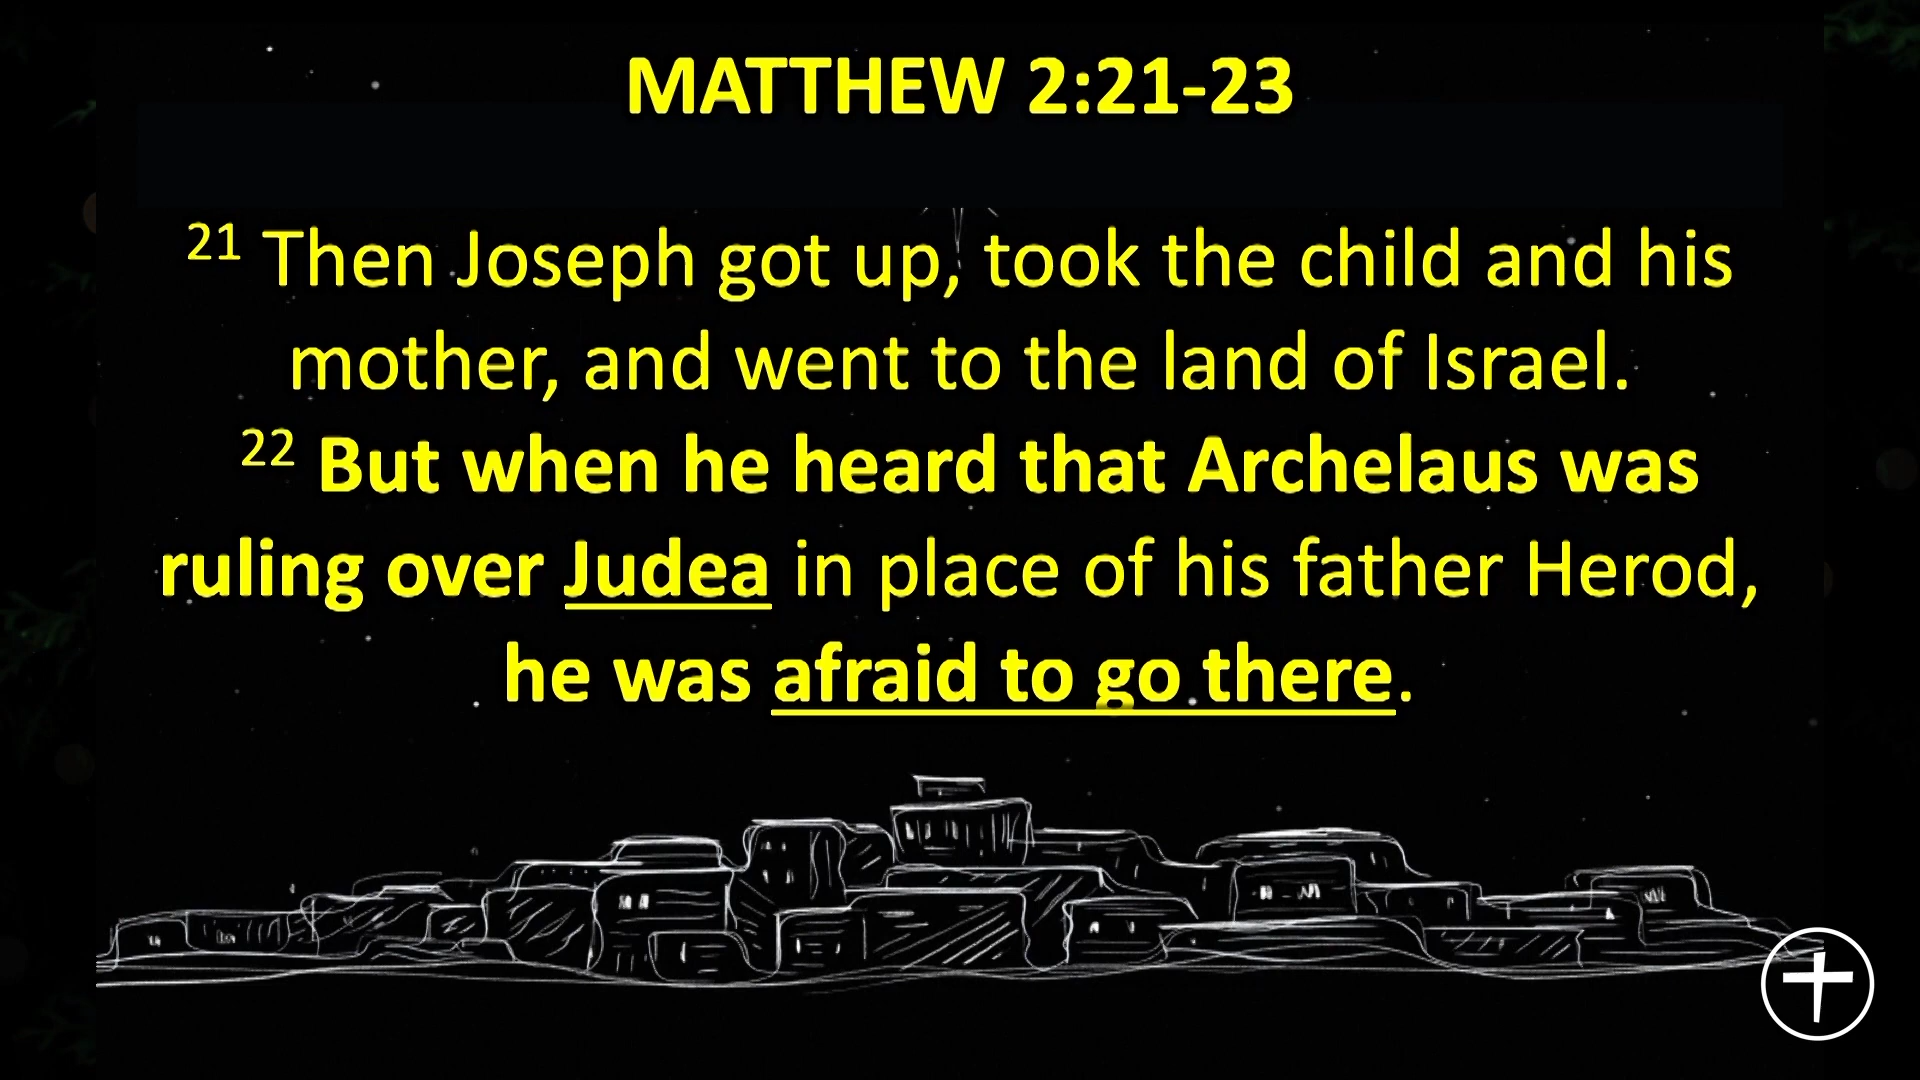 MATTHEW 2:21-23
21 Then Joseph got up, took the child and his
mother, and went to the land of Israel.
22 But when he heard that Archelaus was
ruling over Judea in place of his father Herod,
he was afraid to go there.